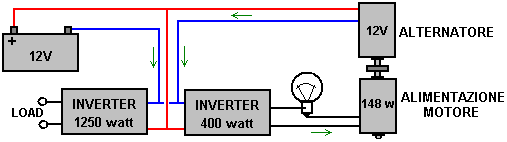 12V
ALTERNATORE
+
12V
LOAD
INVERTER
1250 watt
INVERTER
400 watt
148 w
ALIMENTAZIONE
MOTORE